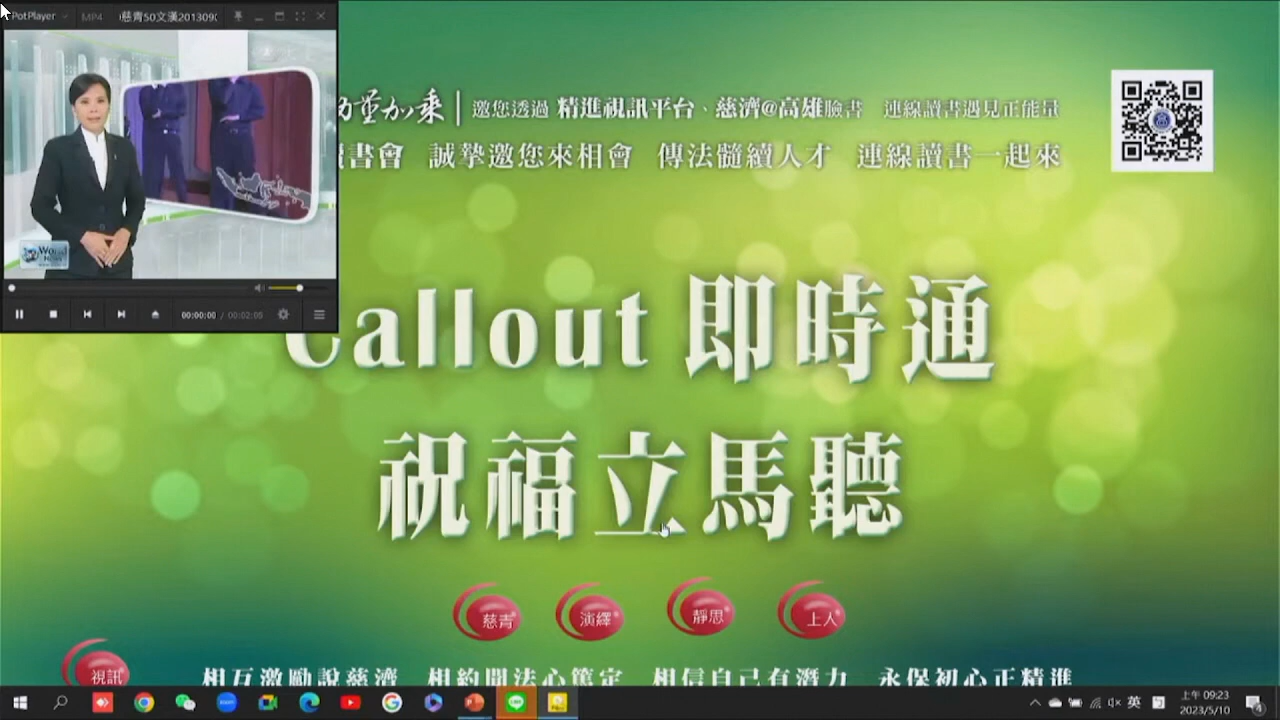 PotPlayer MP4 慈青50文漢2013090
邀您透過 精進視訊平台、慈濟@高雄臉書 連線讀書遇見正能量
讀書會 誠摯邀您來相會 傳法髓續人才 連線讀書一起來
World
00:00:00 / 00:02:05
Callout 即時通
祝福立馬聽
慈青 演繹 靜思 上人
視訊
相互激勵說慈濟 相約聞法心篤定 相信自己有潛力 永保初心正精進
英
上午 09:23
2023/5/10